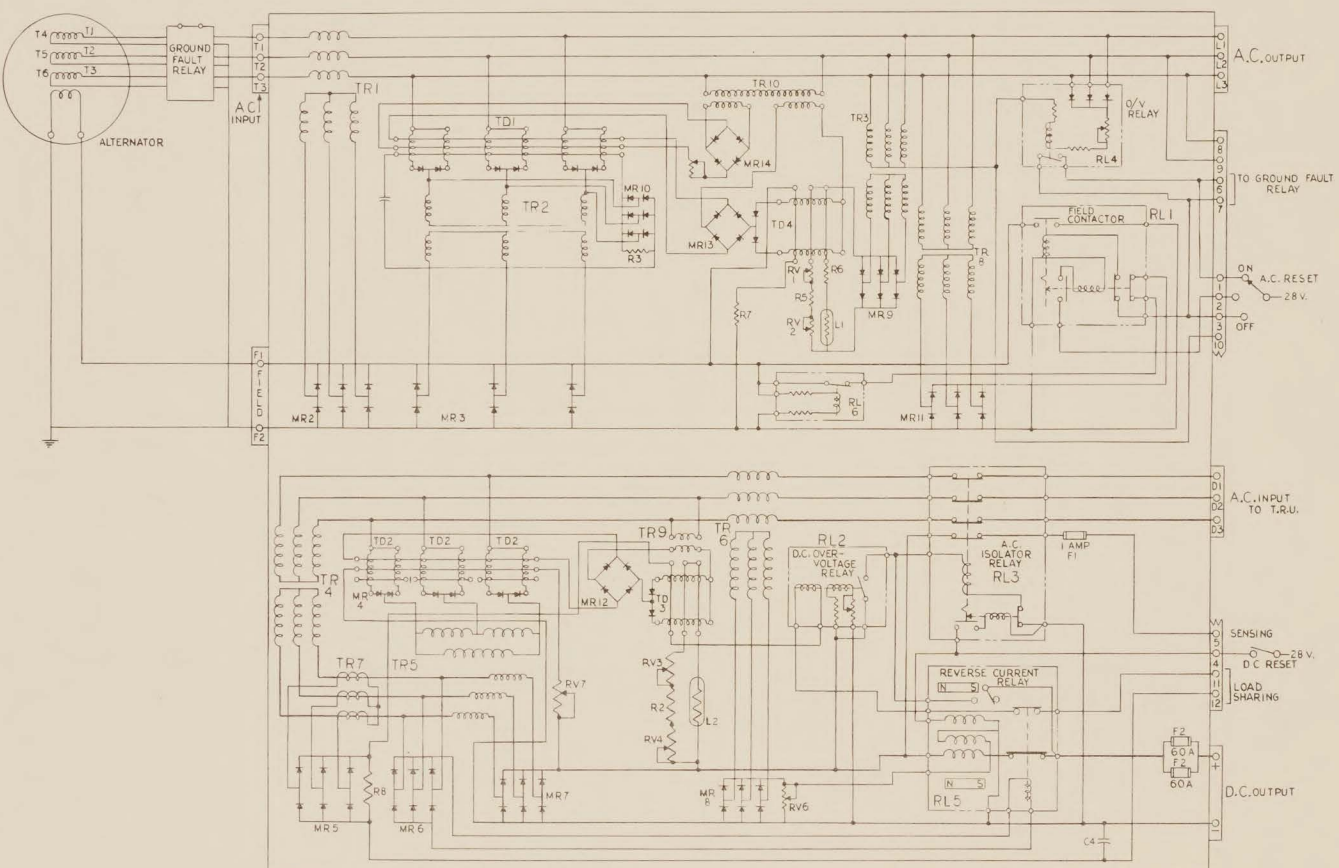 T4 T1
T5 T2
T6 T3
ALTERNATOR
GROUND
FAULT
RELAY
T1
T2
T3
A.C.
INPUT
TR1
TD1
TR2
MR10
R3
TR10
MR14
MR13
TD4
RV
1
R6
R5
RV
2
L1
R7
TR3
MR9
TR
8
O/V
RELAY
RL4
FIELD
CONTACTOR
RL1
L1
L2
L3
A.C. OUTPUT
8
9
6
7
TO GROUND FAULT
RELAY
1
2
3
10
ON
A.C. RESET
28 V.
OFF
F1
FIELD
F2
MR2
MR3
RL
6
MR11
TR
4
TD2
TD2
TD2
MR
4
TR7
TR5
MR12
TR9
TD
3
RV3
R2
RV4
L2
RV7
TR
6
RL2
D.C. OVER-
VOLTAGE
RELAY
A.C.
ISOLATOR
RELAY
RL3
1 AMP
F1
D1
D2
D3
A.C. INPUT
TO T.R.U.
5
4
11
12
SENSING
28 V.
D C RESET
LOAD
SHARING
REVERSE CURRENT
RELAY
N S
N S
RL5
F2
60 A
F2
60A
+
-
D.C. OUTPUT
MR5
R8
MR6
MR7
MR
8
RV6
C4